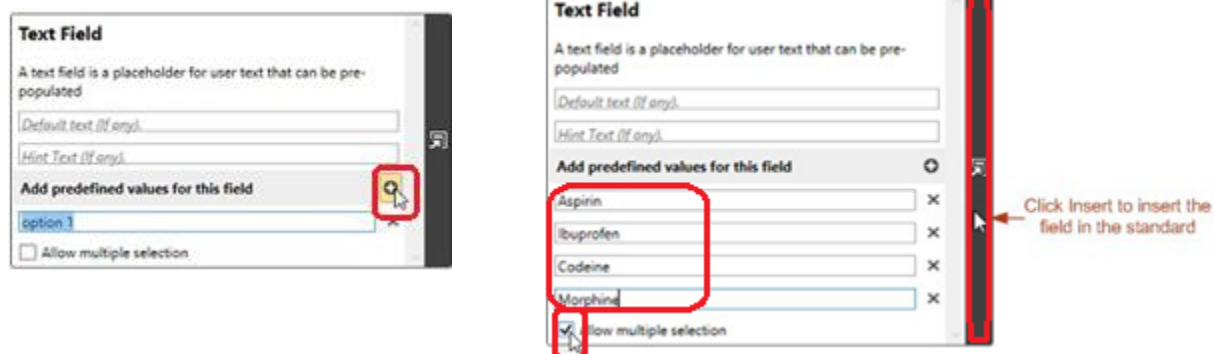 Text Field
A text field is a placeholder for user text that can be pre-
populated
Default text (If any).
Hint Text (If any).
Add predefined values for this field
option 1
Allow multiple selection
Text Field
A text field is a placeholder for user text that can be pre-
populated
Default text (If any).
Hint Text (If any).
Add predefined values for this field
Aspirin
Ibuprofen
Codeine
Morphine
Allow multiple selection
Click Insert to insert the
field in the standard